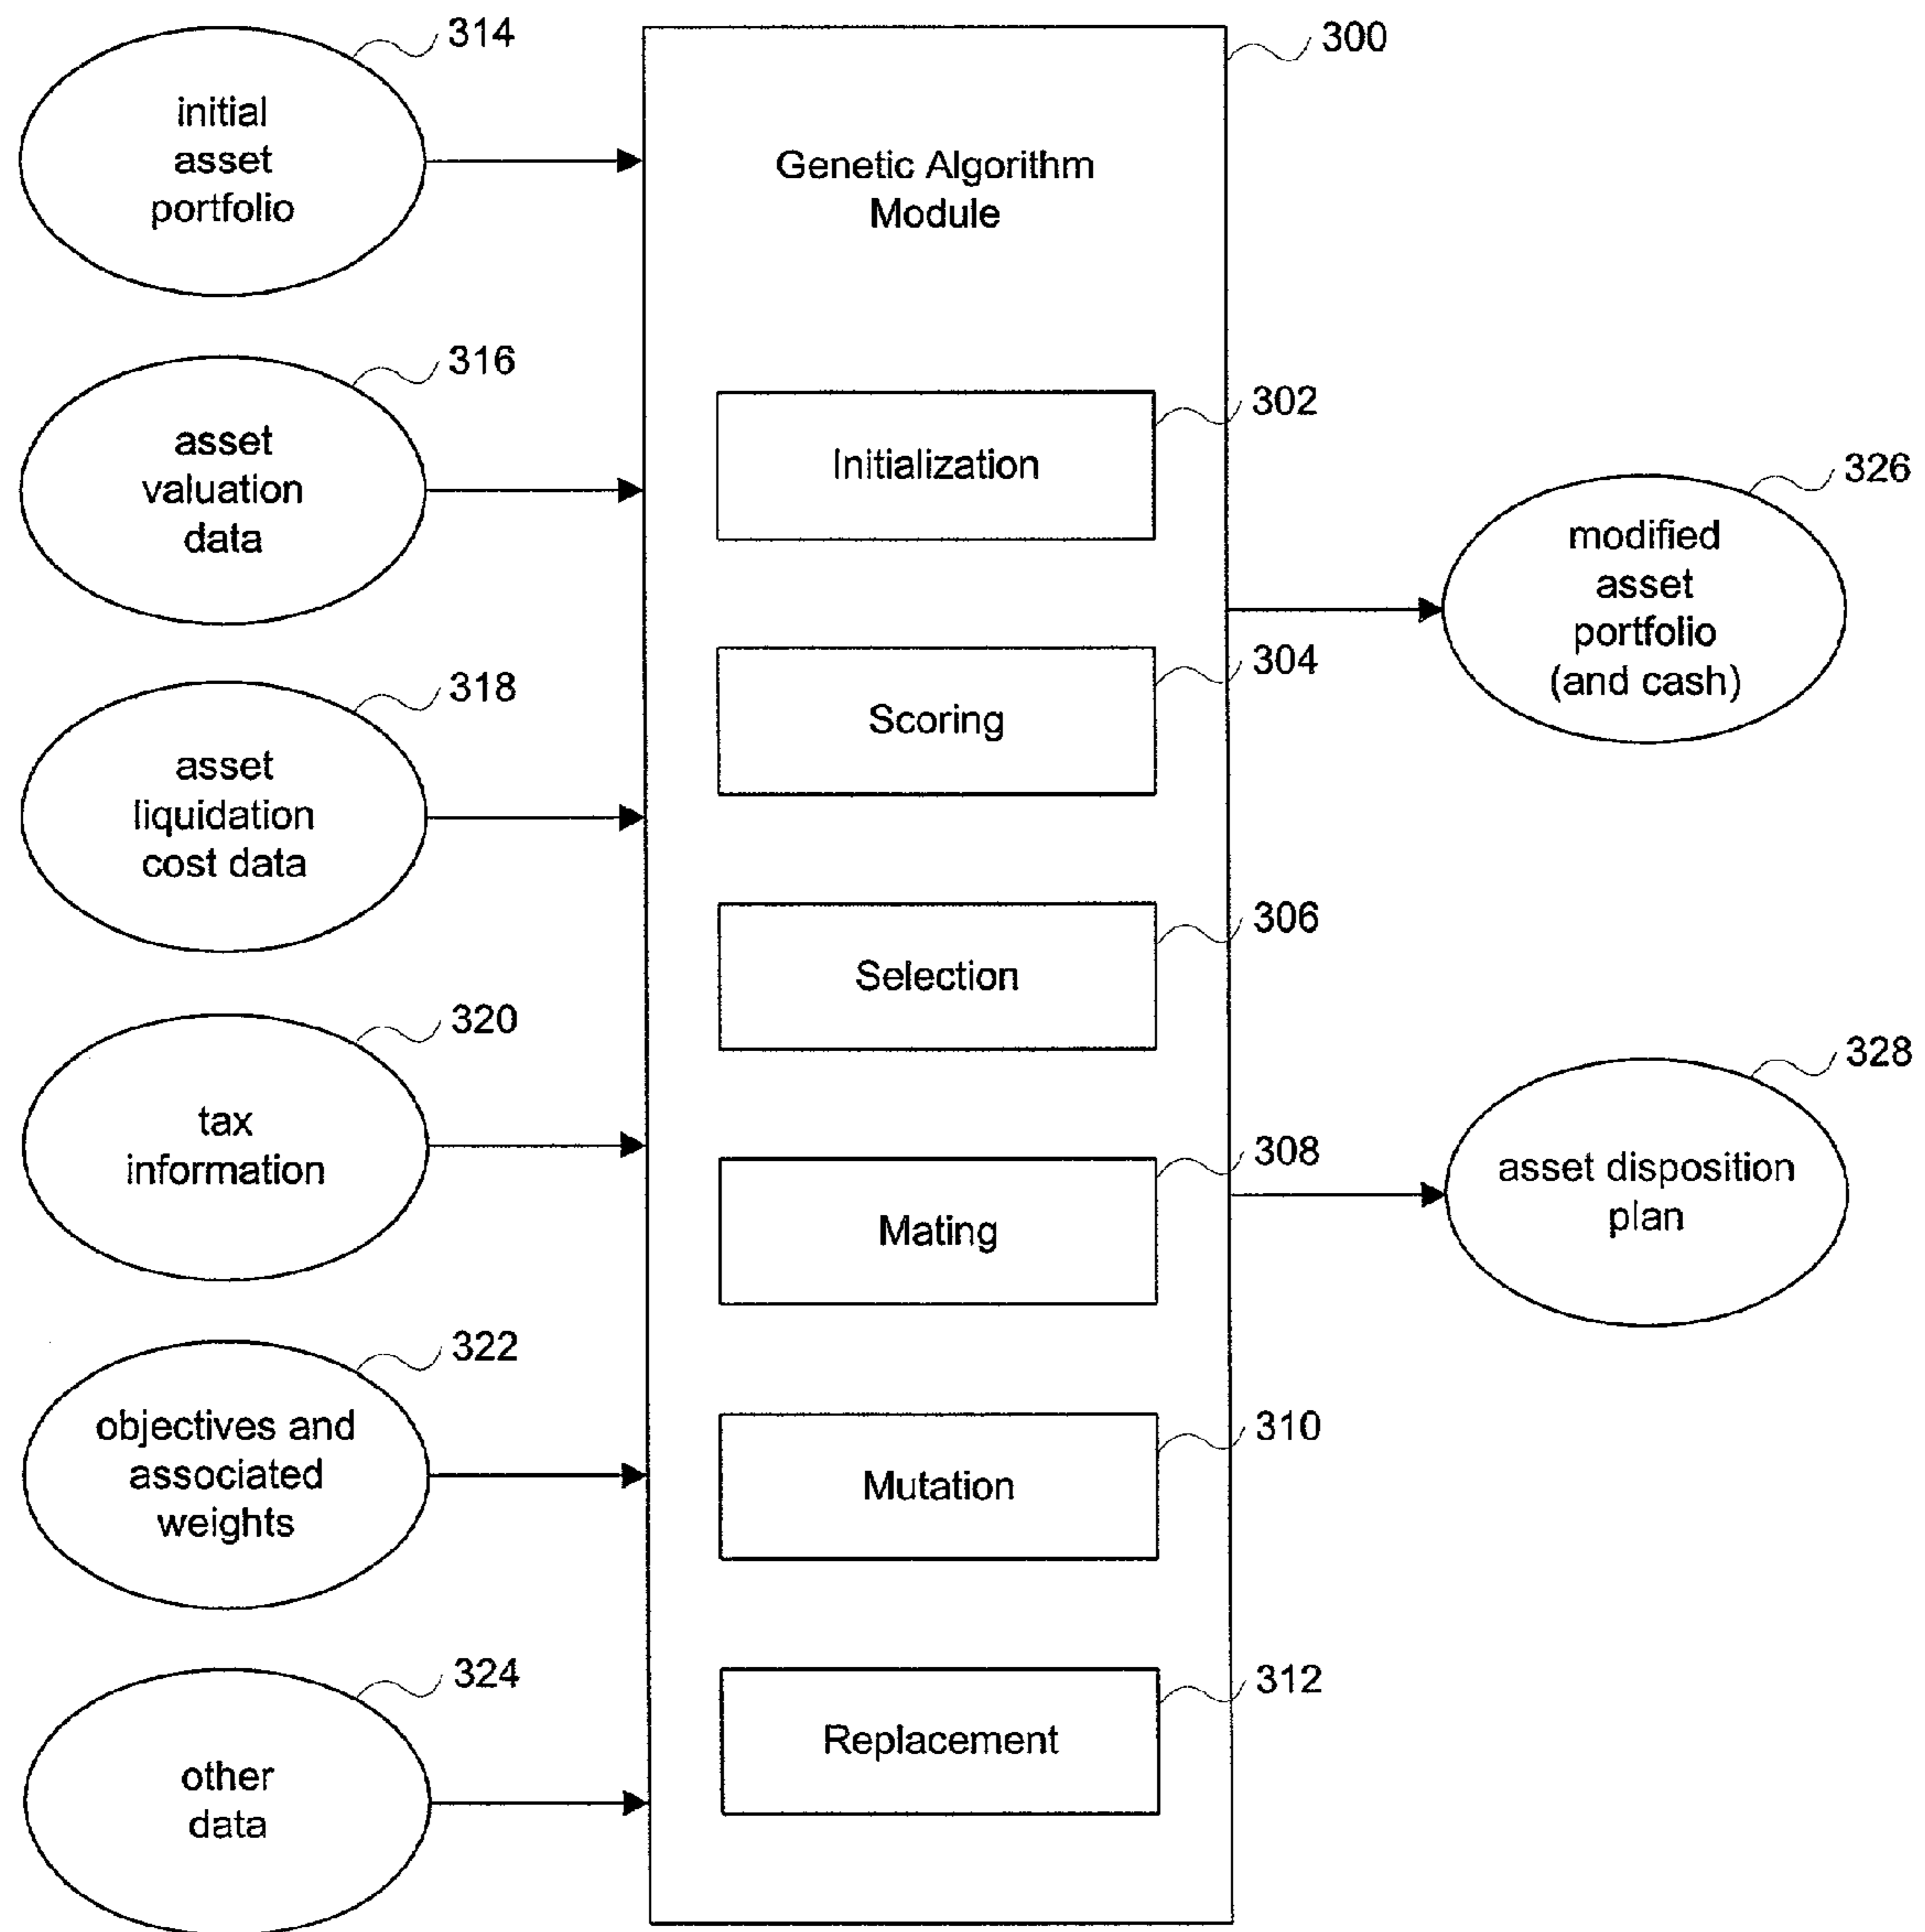 314
initial
asset
portfolio
316
asset
valuation
data
318
asset
liquidation
cost data
320
tax
information
322
objectives and
associated
weights
324
other
data
300
Genetic Algorithm
Module
302
Initialization
304
Scoring
306
Selection
308
Mating
310
Mutation
312
Replacement
326
modified
asset
portfolio
(and cash)
328
asset disposition
plan